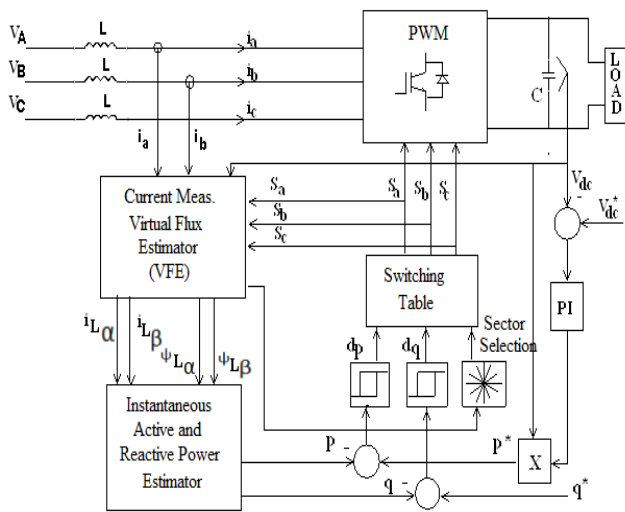 V_A
L
i_a
PWM
V_B
L
i_b
V_C
L
i_c
C
LOAD
i_a
i_b
S_a
S_b
S_c
V_dc
-
V_dc*
Current Meas.
Virtual Flux
Estimator
(VFE)
S_a
S_b
S_c
Switching
Table
PI
i_Lα
i_Lβ
ψ_Lα
ψ_Lβ
d_p
d_q
Sector
Selection
Instantaneous
Active and
Reactive Power
Estimator
P
-
P*
X
q
-
q*